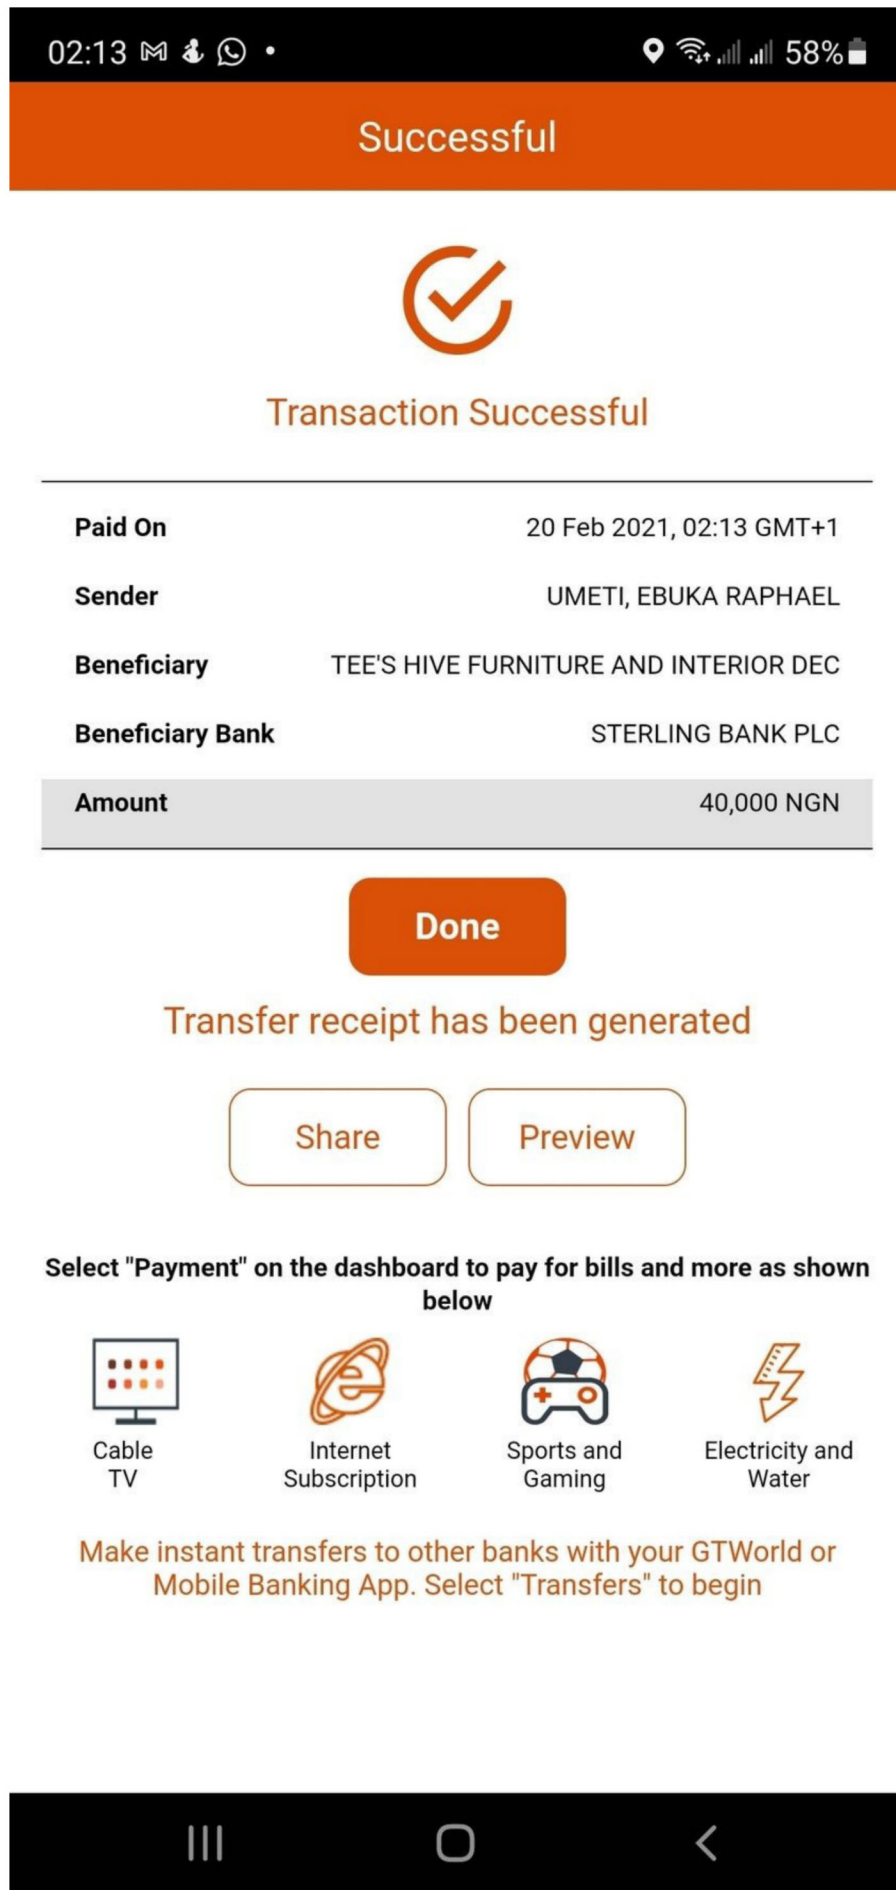 02:13
58%
Successful
Transaction Successful
Paid On 20 Feb 2021, 02:13 GMT+1
Sender UMETI, EBUKA RAPHAEL
Beneficiary TEE'S HIVE FURNITURE AND INTERIOR DEC
Beneficiary Bank STERLING BANK PLC
Amount 40,000 NGN
Done
Transfer receipt has been generated
Share Preview
Select "Payment" on the dashboard to pay for bills and more as shown
below
Cable
TV
Internet
Subscription
Sports and
Gaming
Electricity and
Water
Make instant transfers to other banks with your GTWorld or
Mobile Banking App. Select "Transfers" to begin